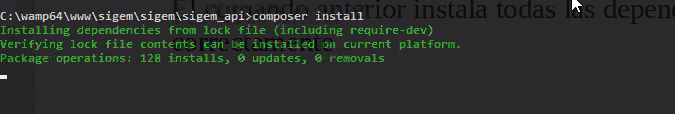 El comando anterior instala todas las depen
C:\wamp64\www\sigem\sigem\sigem_api>composer install
Installing dependencies from lock file (including require-dev)
correctamente
Verifying lock file contents can be installed on current platform.
Package operations: 128 installs, 0 updates, 0 removals